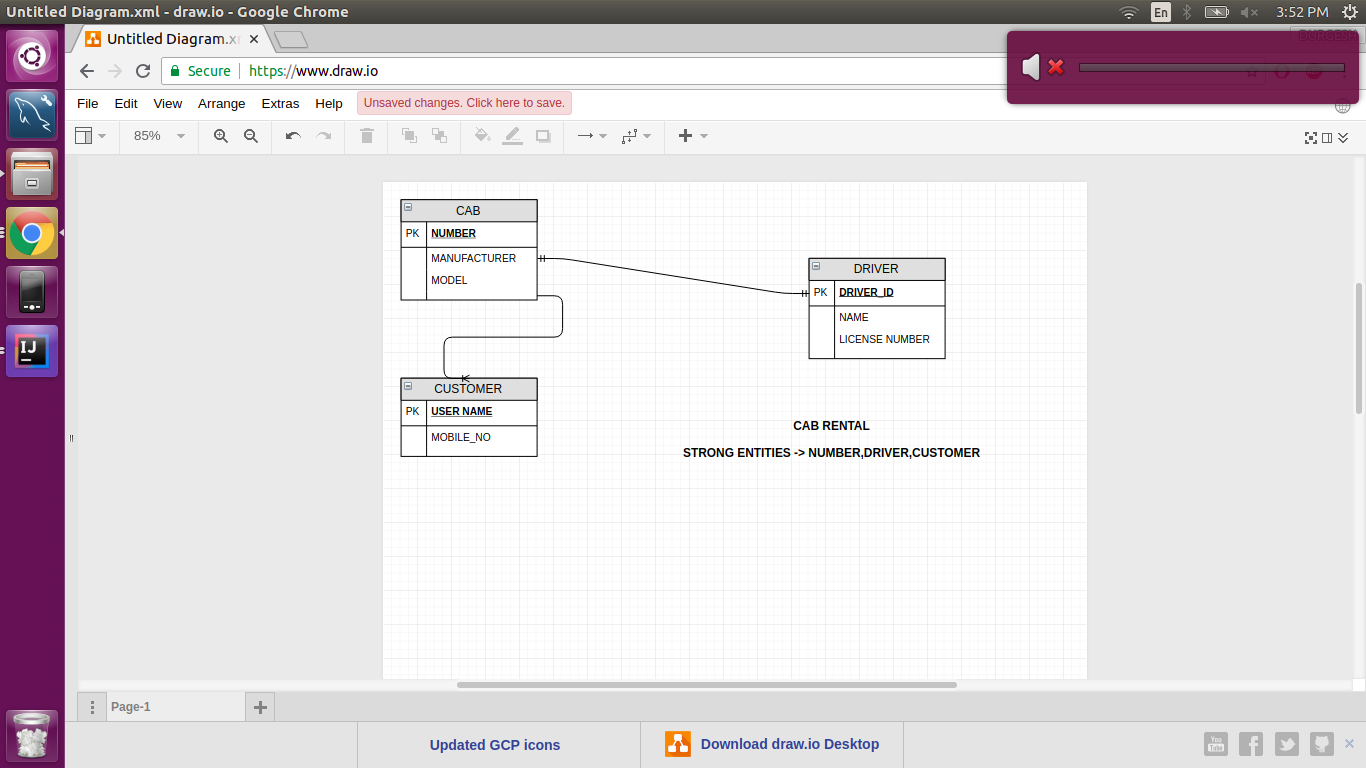 Untitled Diagram.xml - draw.io - Google Chrome
En
3:52 PM
Untitled Diagram.x
Secure
https://www.draw.io
File Edit View Arrange Extras Help
Unsaved changes. Click here to save.
85%
CAB
PK NUMBER
MANUFACTURER
MODEL
DRIVER
PK DRIVER_ID
NAME
LICENSE NUMBER
CUSTOMER
PK USER NAME
MOBILE_NO
CAB RENTAL
STRONG ENTITIES -> NUMBER,DRIVER,CUSTOMER
Page-1
Updated GCP icons
Download draw.io Desktop
You Tube
IJ